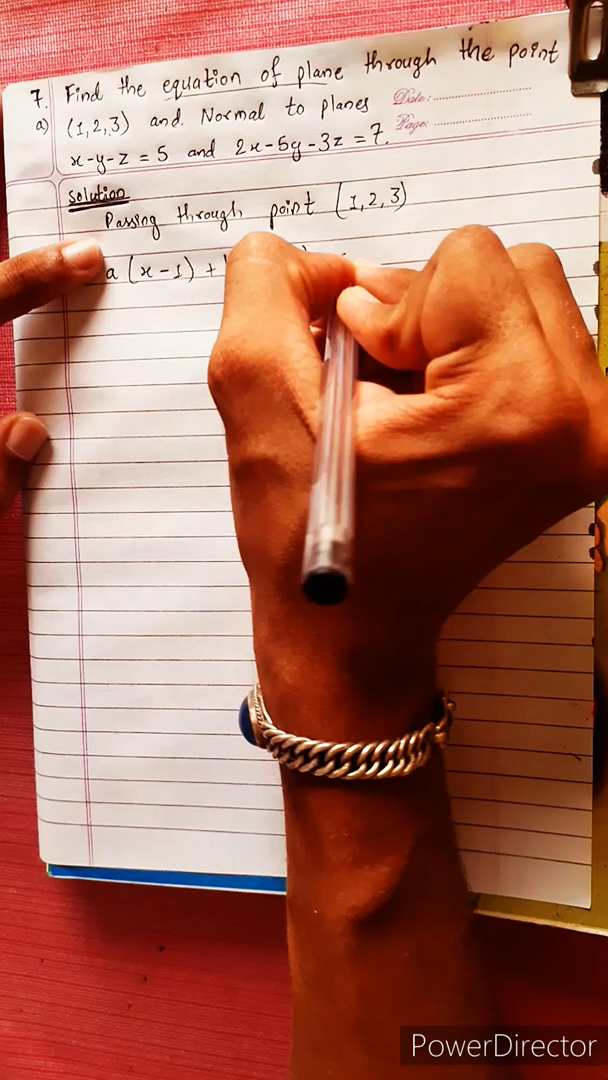 7. Find the equation of plane through the point
a) (1,2,3) and Normal to planes
Date:
x-y-z = 5 and 2x-5y-3z = 7.
Page:
Solution
Passing through point (1,2,3)
a (x-1) +
PowerDirector